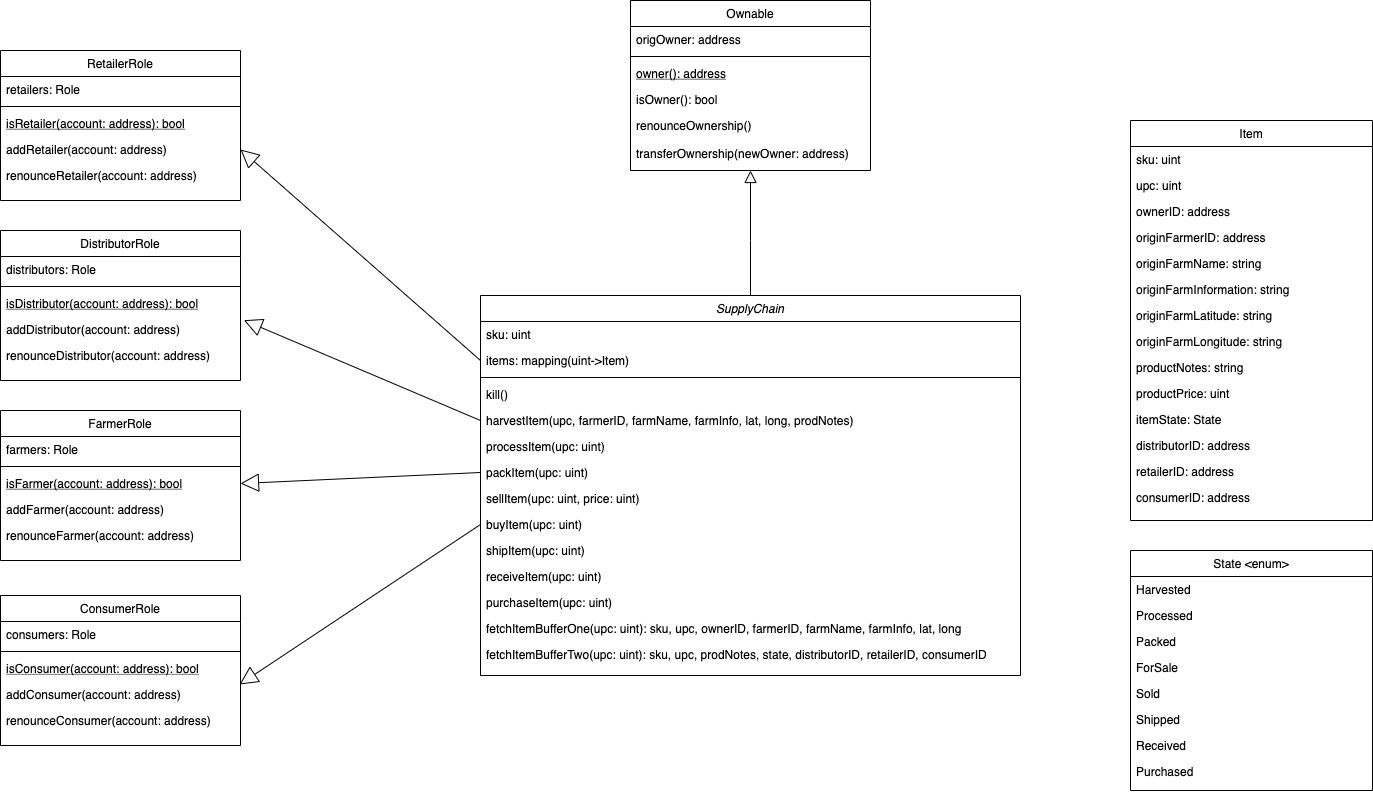 Ownable
origOwner: address
owner(): address
isOwner(): bool
renounceOwnership()
transferOwnership(newOwner: address)
RetailerRole
retailers: Role
isRetailer(account: address): bool
addRetailer(account: address)
renounceRetailer(account: address)
DistributorRole
distributors: Role
isDistributor(account: address): bool
addDistributor(account: address)
renounceDistributor(account: address)
FarmerRole
farmers: Role
isFarmer(account: address): bool
addFarmer(account: address)
renounceFarmer(account: address)
ConsumerRole
consumers: Role
isConsumer(account: address): bool
addConsumer(account: address)
renounceConsumer(account: address)
SupplyChain
sku: uint
items: mapping(uint->Item)
kill()
harvestItem(upc, farmerID, farmName, farmInfo, lat, long, prodNotes)
processItem(upc: uint)
packItem(upc: uint)
sellItem(upc: uint, price: uint)
buyItem(upc: uint)
shipItem(upc: uint)
receiveItem(upc: uint)
purchaseItem(upc: uint)
fetchItemBufferOne(upc: uint): sku, upc, ownerID, farmerID, farmName, farmInfo, lat, long
fetchItemBufferTwo(upc: uint): sku, upc, prodNotes, state, distributorID, retailerID, consumerID
Item
sku: uint
upc: uint
ownerID: address
originFarmerID: address
originFarmName: string
originFarmInformation: string
originFarmLatitude: string
originFarmLongitude: string
productNotes: string
productPrice: uint
itemState: State
distributorID: address
retailerID: address
consumerID: address
State <enum>
Harvested
Processed
Packed
ForSale
Sold
Shipped
Received
Purchased